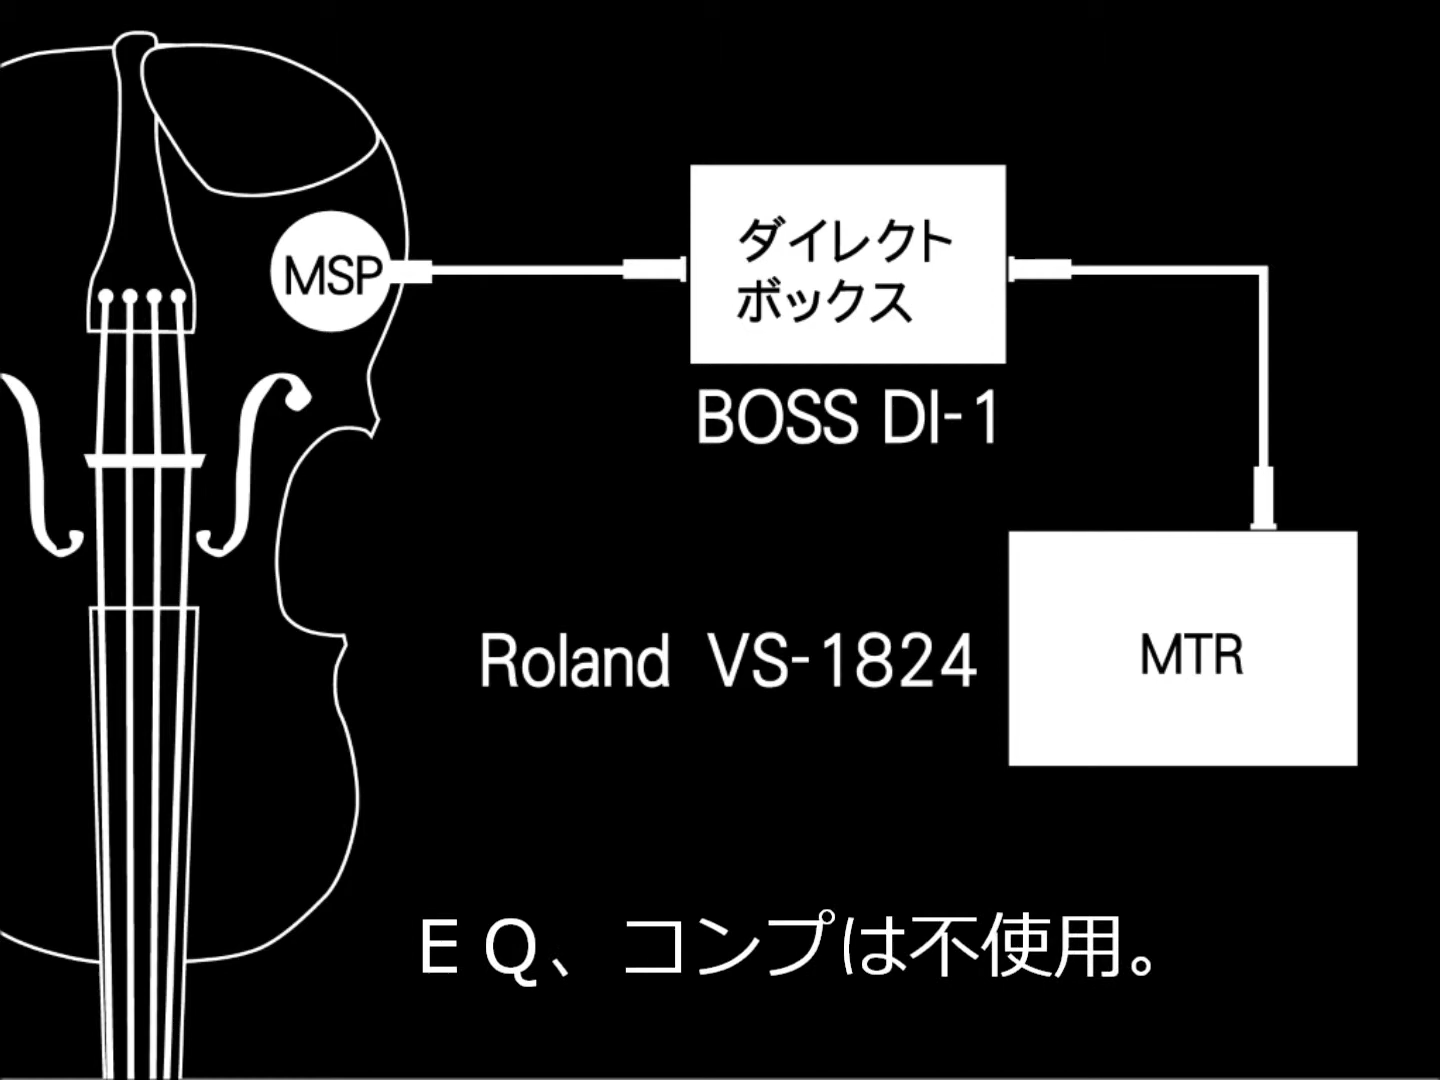 MSP
ダイレクト
ボックス
BOSS DI-1
Roland VS-1824
MTR
ＥＱ、コンプは不使用。